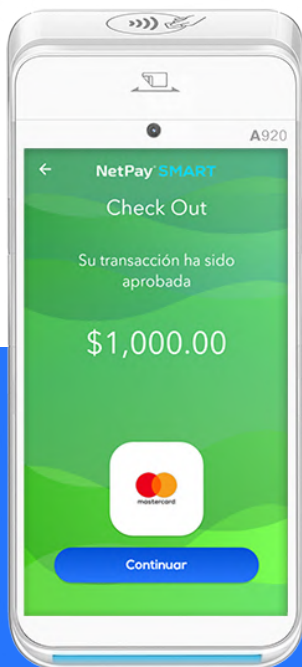 A920
NetPay SMART
Check Out
Su transacción ha sido
aprobada
$1,000.00
mastercard
Continuar